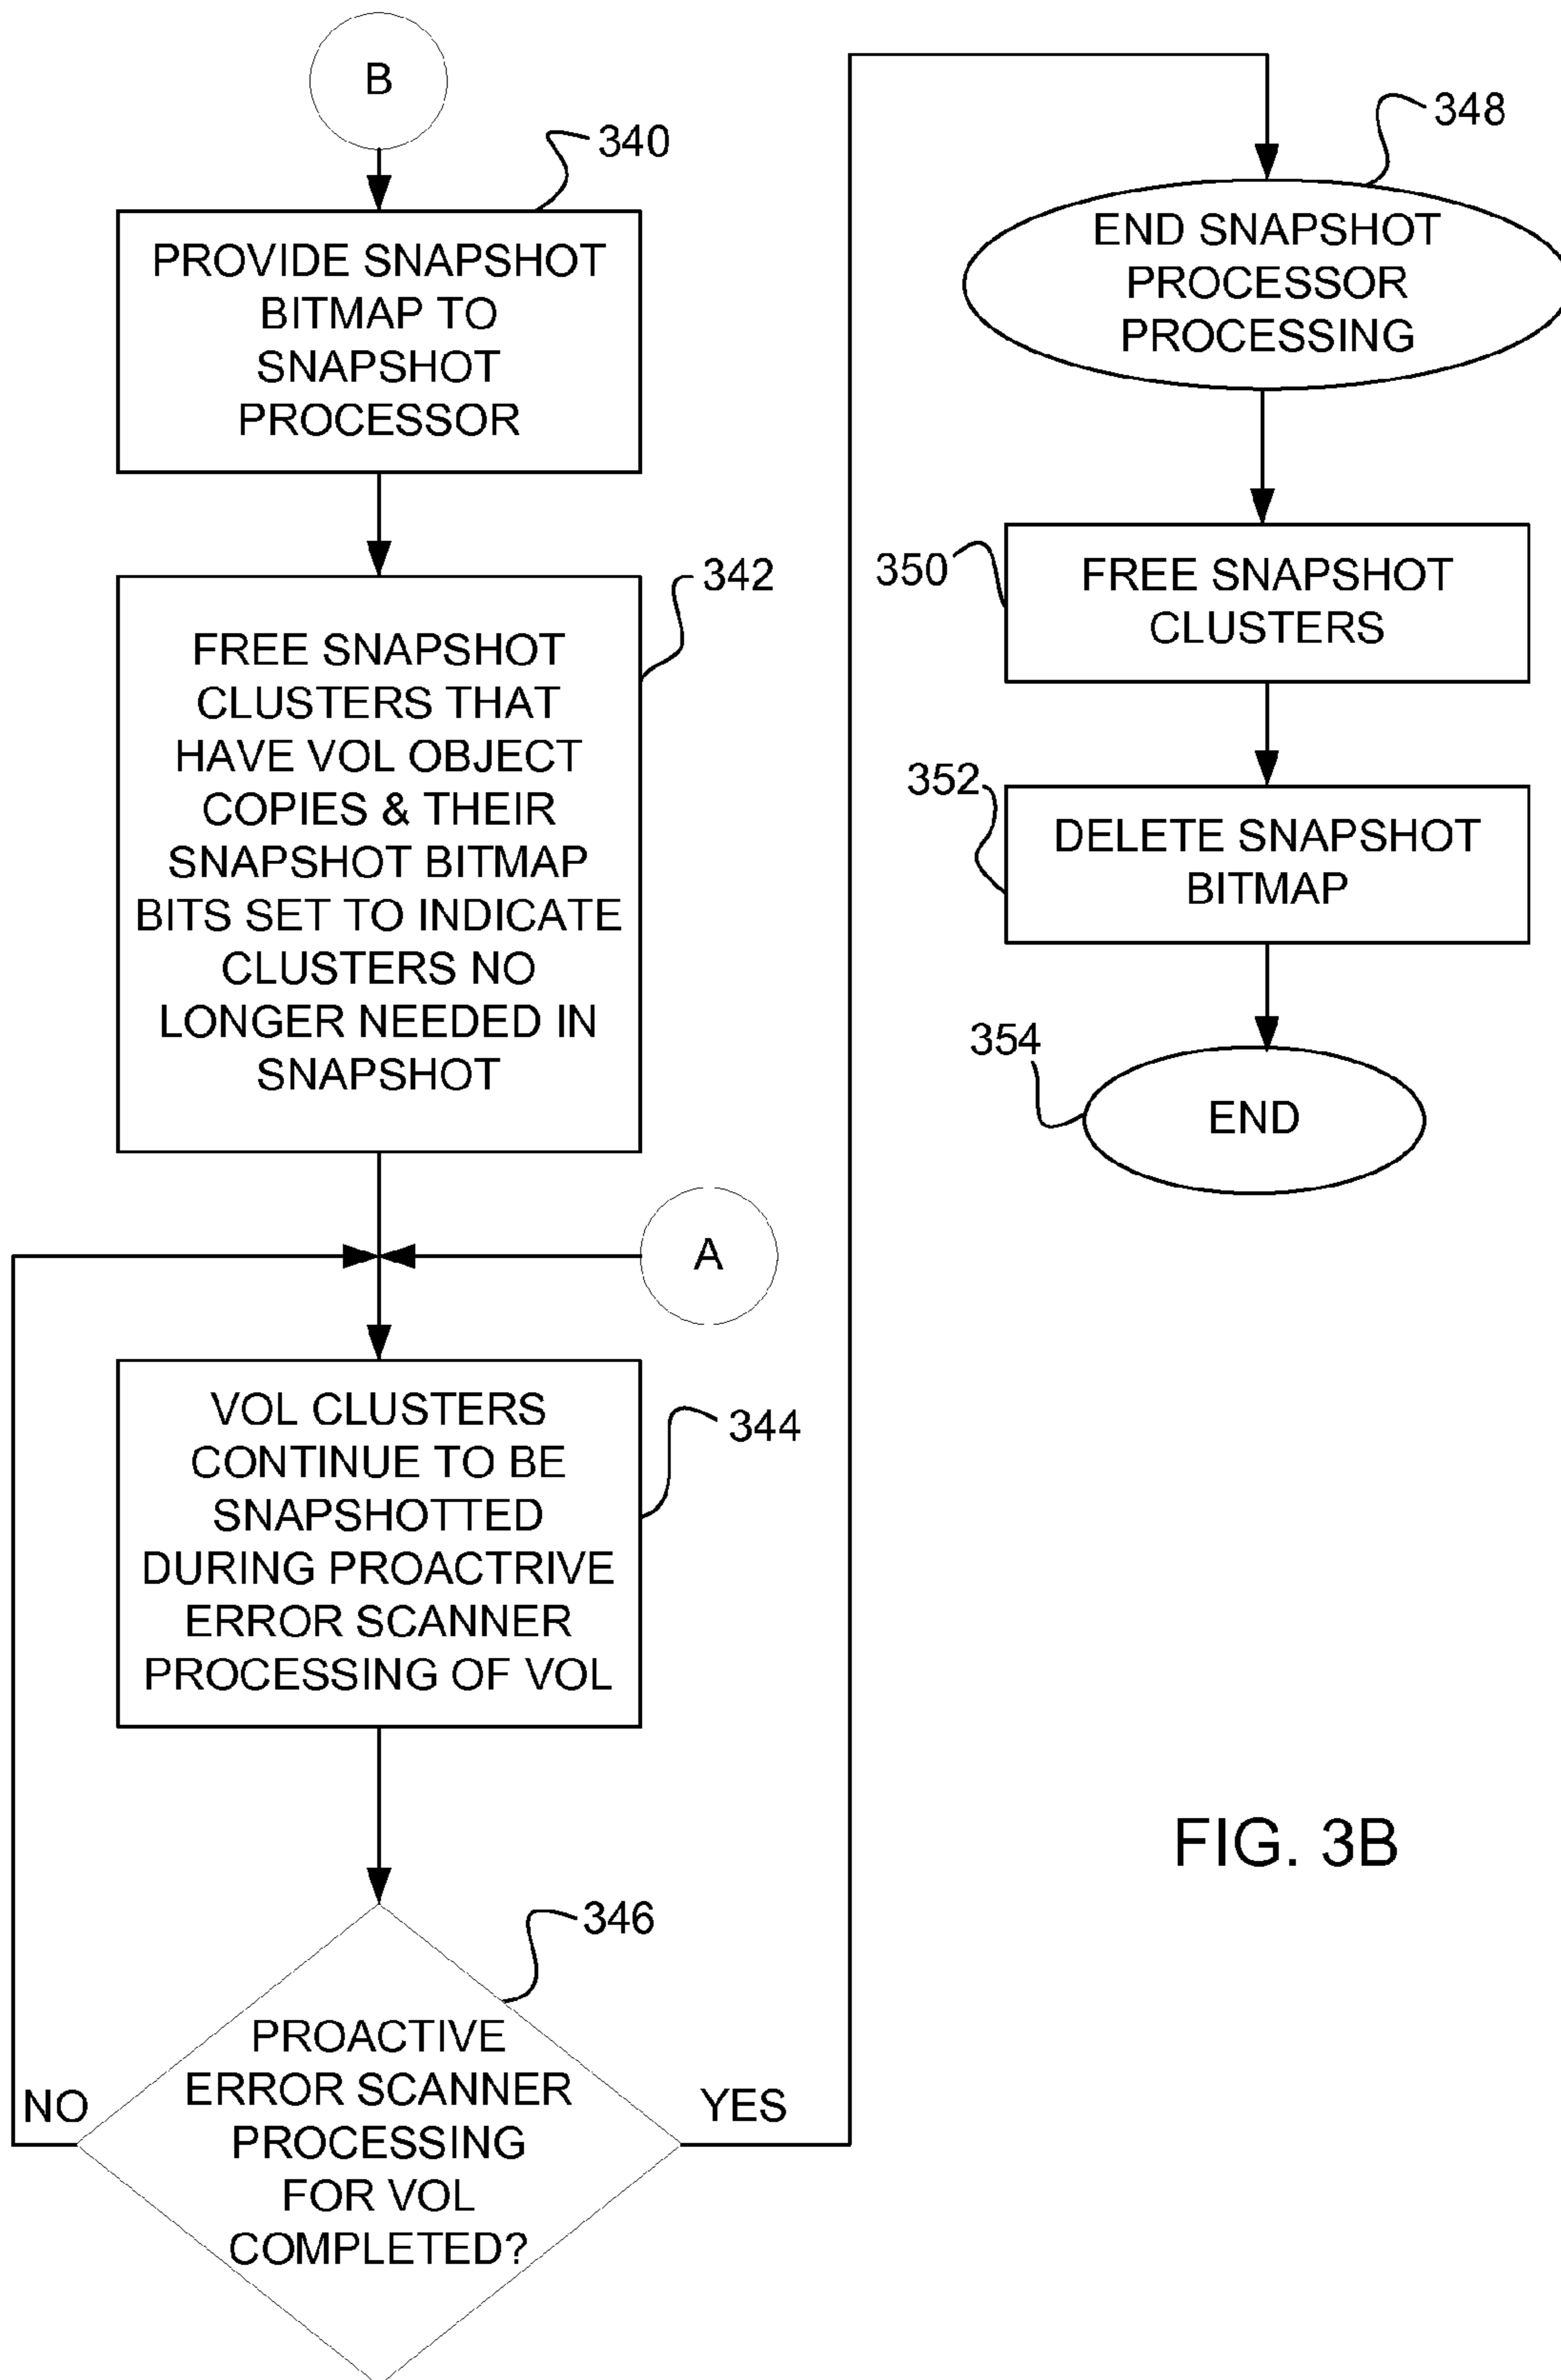 B
340
PROVIDE SNAPSHOT
BITMAP TO
SNAPSHOT
PROCESSOR
342
FREE SNAPSHOT
CLUSTERS THAT
HAVE VOL OBJECT
COPIES & THEIR
SNAPSHOT BITMAP
BITS SET TO INDICATE
CLUSTERS NO
LONGER NEEDED IN
SNAPSHOT
A
VOL CLUSTERS
CONTINUE TO BE
SNAPSHOTTED
DURING PROACTRIVE
ERROR SCANNER
PROCESSING OF VOL
344
346
PROACTIVE
ERROR SCANNER
PROCESSING
FOR VOL
COMPLETED?
NO
YES
348
END SNAPSHOT
PROCESSOR
PROCESSING
350
FREE SNAPSHOT
CLUSTERS
352
DELETE SNAPSHOT
BITMAP
354
END
FIG. 3B